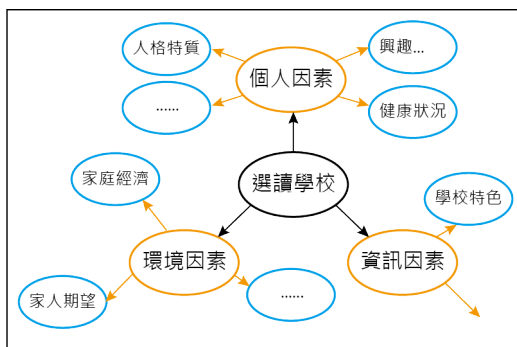 人格特質
興趣...
個人因素
......
健康狀況
選讀學校
家庭經濟
學校特色
環境因素
資訊因素
家人期望
......